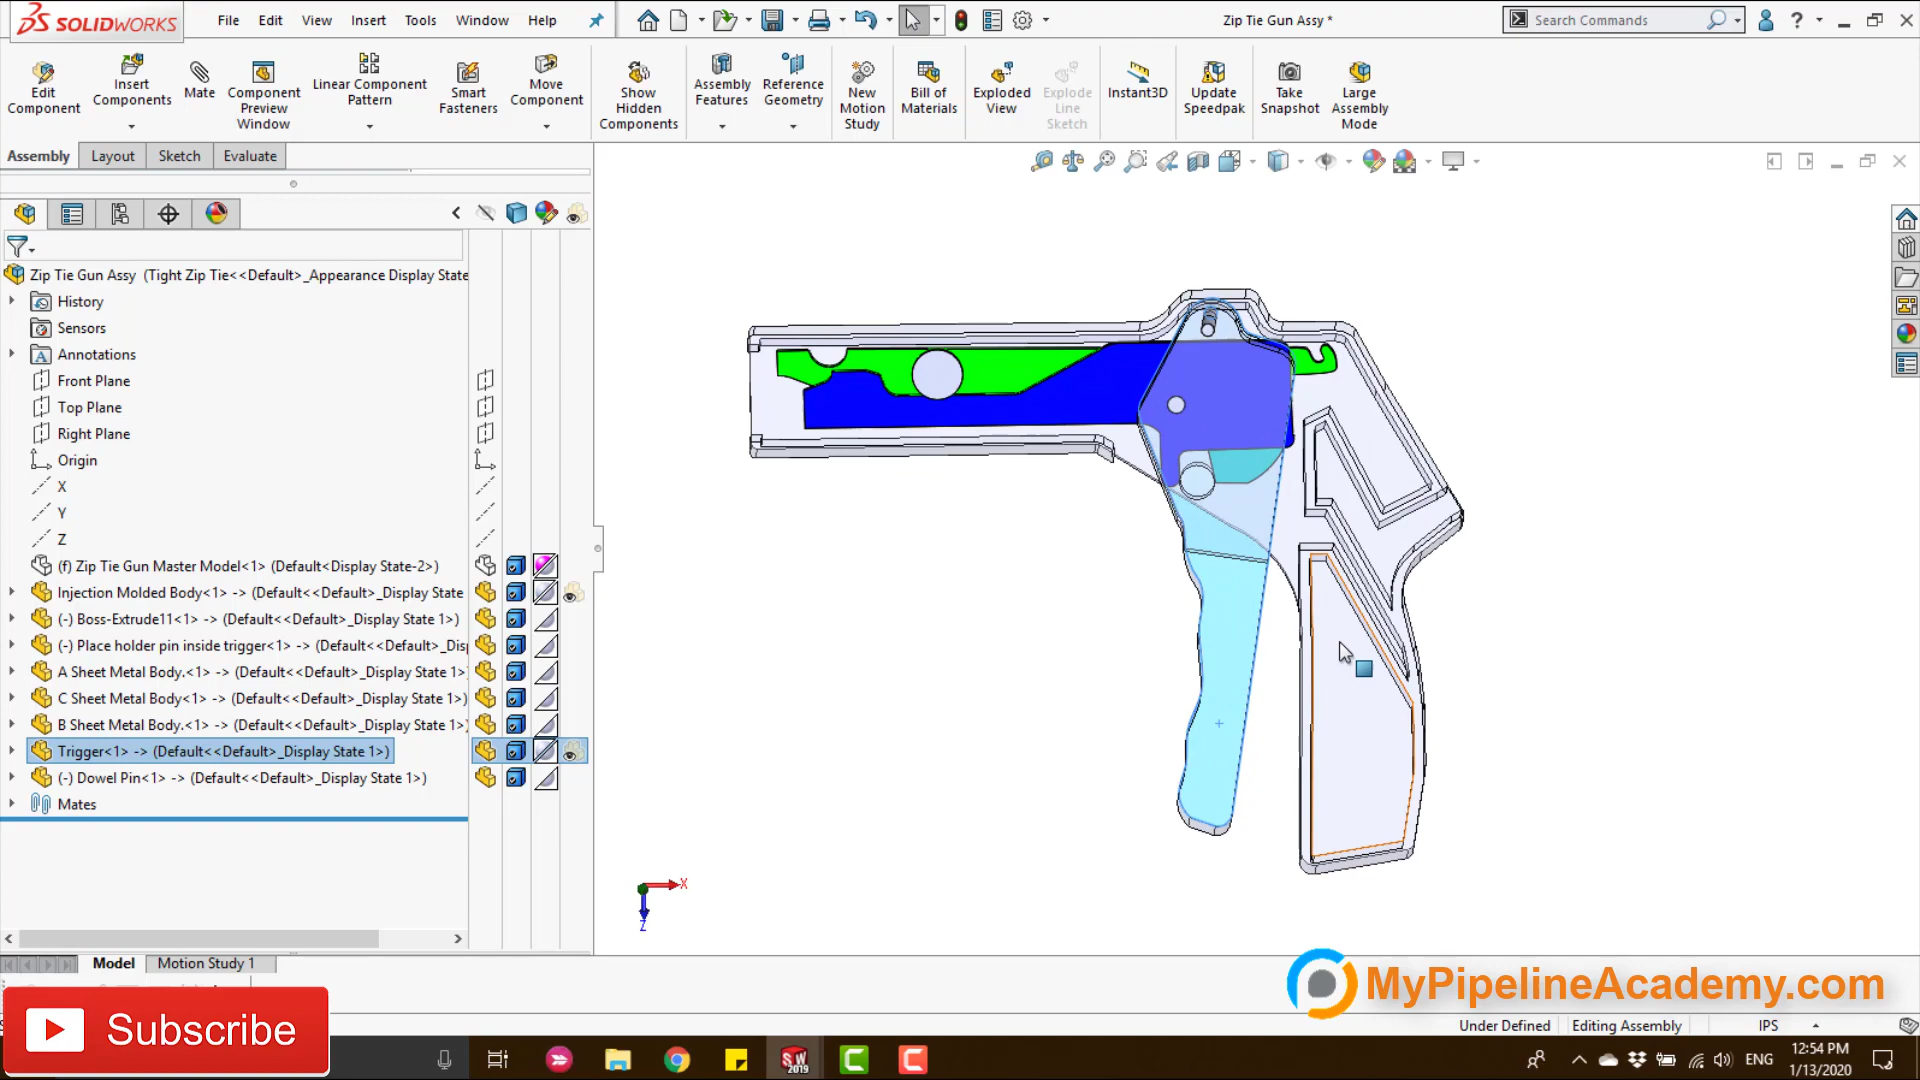 SOLIDWORKS
File Edit View Insert Tools Window Help
Zip Tie Gun Assy *
Search Commands
Edit Component
Insert Components
Mate
Component Preview Window
Linear Component Pattern
Smart Fasteners
Move Component
Show Hidden Components
Assembly Features
Reference Geometry
New Motion Study
Bill of Materials
Exploded View
Explode Line Sketch
Instant3D
Update Speedpak
Take Snapshot
Large Assembly Mode
Assembly Layout Sketch Evaluate
Zip Tie Gun Assy (Tight Zip Tie<<Default>_Appearance Display State
History
Sensors
Annotations
Front Plane
Top Plane
Right Plane
Origin
X
Y
Z
(f) Zip Tie Gun Master Model<1> (Default<Display State-2>)
Injection Molded Body<1> -> (Default<<Default>_Display State
(-) Boss-Extrude11<1> -> (Default<<Default>_Display State 1>)
(-) Place holder pin inside trigger<1> -> (Default<<Default>_Disp
A Sheet Metal Body.<1> -> (Default<<Default>_Display State 1>
C Sheet Metal Body<1> -> (Default<<Default>_Display State 1>)
B Sheet Metal Body.<1> -> (Default<<Default>_Display State 1>)
Trigger<1> -> (Default<<Default>_Display State 1>)
(-) Dowel Pin<1> -> (Default<<Default>_Display State 1>)
Mates
X
Z
Model Motion Study 1
MyPipelineAcademy.com
Subscribe
Under Defined Editing Assembly IPS
SW 2019
ENG
12:54 PM
1/13/2020